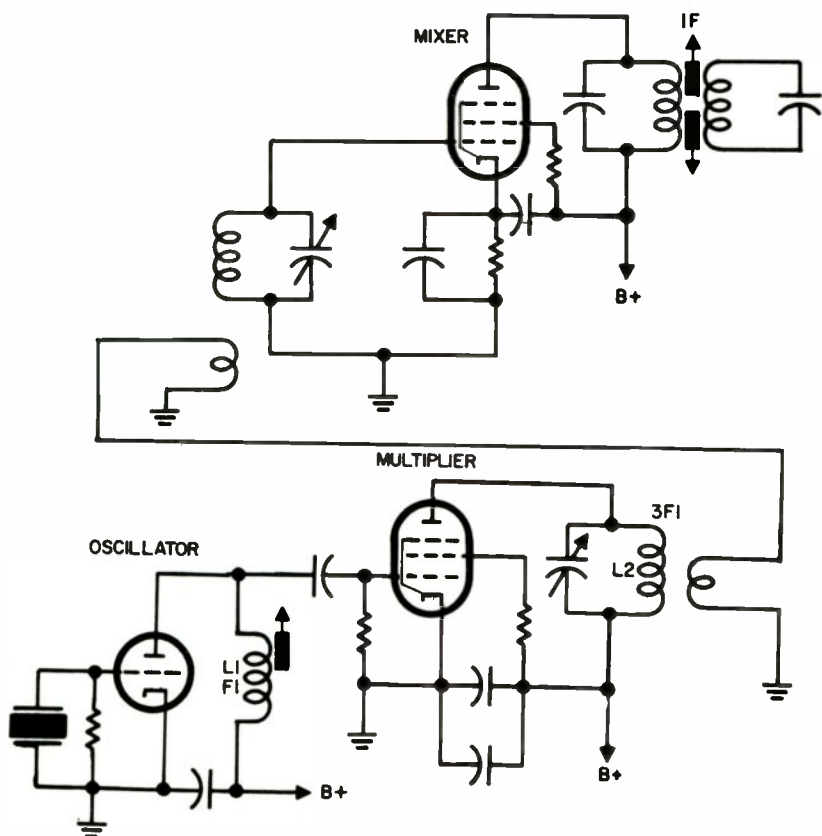 IF
MIXER
B+
MULTIPLIER
3F1
OSCILLATOR
L2
L1
F1
B+
B+